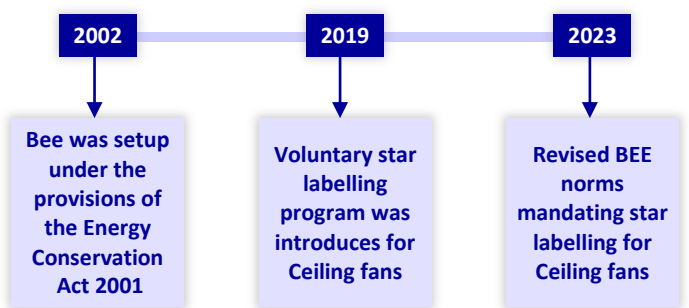 2002
2019
2023
Bee was setup
under the
provisions of
the Energy
Conservation
Act 2001
Voluntary star
labelling
program was
introduces for
Ceiling fans
Revised BEE
norms
mandating star
labelling for
Ceiling fans